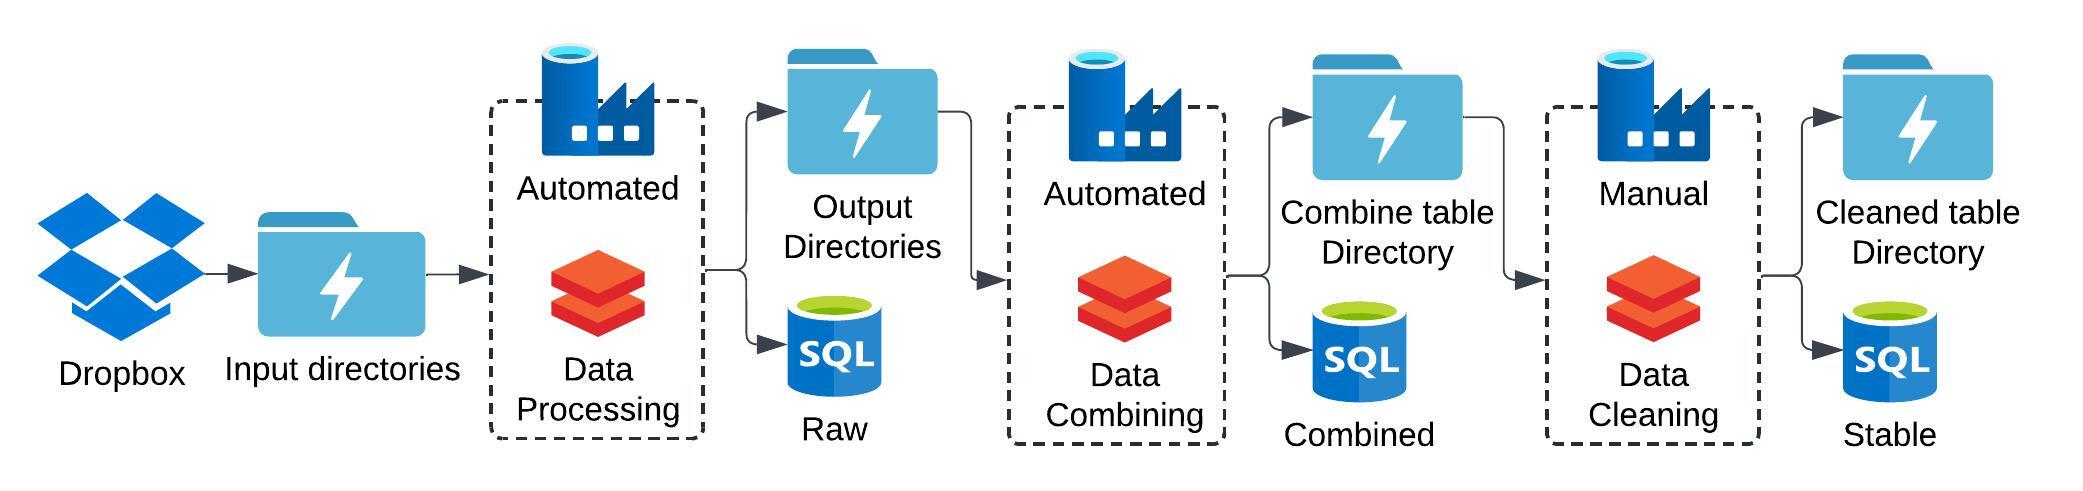 Dropbox
Input directories
Automated
Data
Processing
Output
Directories
SQL
Raw
Automated
Data
Combining
Combine table
Directory
SQL
Combined
Manual
Data
Cleaning
Cleaned table
Directory
SQL
Stable